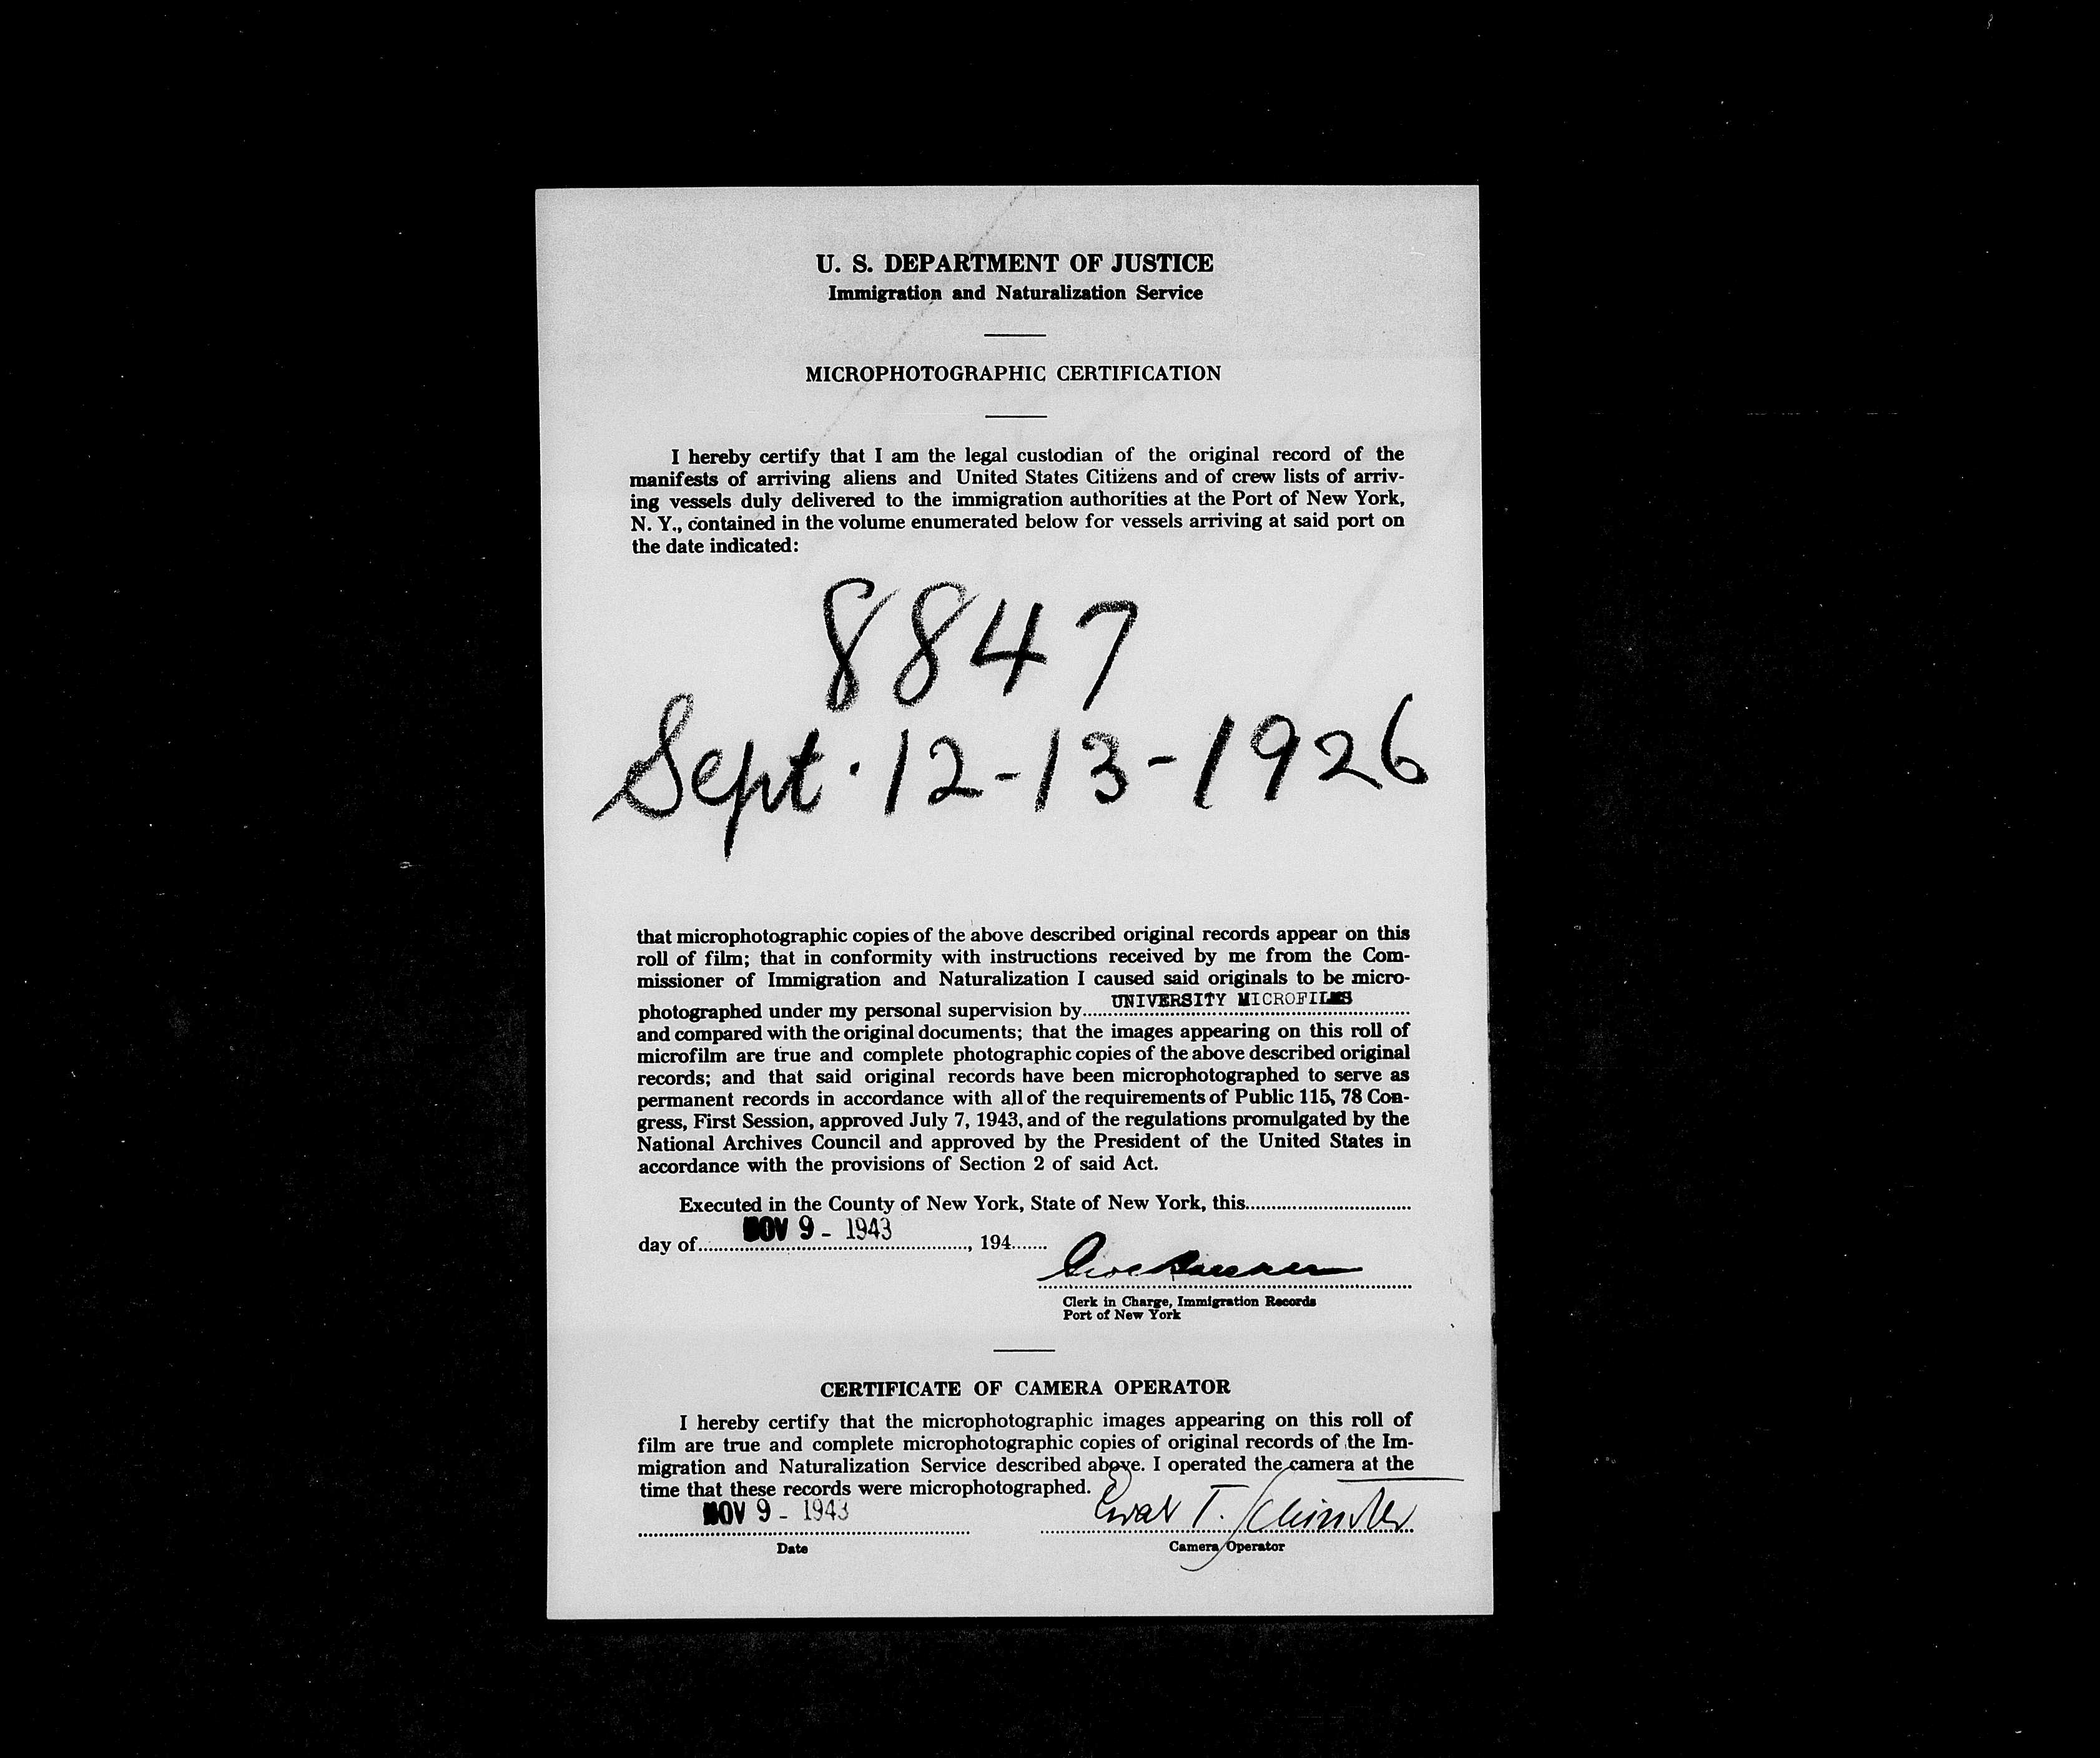 U. S. DEPARTMENT OF JUSTICE
Immigration and Naturalization Service
MICROPHOTOGRAPHIC CERTIFICATION
I hereby certify that I am the legal custodian of the original record of the
manifests of arriving aliens and United States Citizens and of crew lists of arriv-
ing vessels duly delivered to the immigration authorities at the Port of New York,
N. Y., contained in the volume enumerated below for vessels arriving at said port on
the date indicated:
8847
Sept. 12-13-1926
that microphotographic copies of the above described original records appear on this
roll of film; that in conformity with instructions received by me from the Com-
missioner of Immigration and Naturalization I caused said originals to be micro-
photographed under my personal supervision by UNIVERSITY MICROFILMS
and compared with the original documents; that the images appearing on this roll of
microfilm are true and complete photographic copies of the above described original
records; and that said original records have been microphotographed to serve as
permanent records in accordance with all of the requirements of Public 115, 78 Con-
gress, First Session, approved July 7, 1943, and of the regulations promulgated by the
National Archives Council and approved by the President of the United States in
accordance with the provisions of Section 2 of said Act.
Executed in the County of New York, State of New York, this
day of NOV 9 - 1943, 194
Clerk in Charge, Immigration Records
Port of New York
CERTIFICATE OF CAMERA OPERATOR
I hereby certify that the microphotographic images appearing on this roll of
film are true and complete microphotographic copies of original records of the Im-
migration and Naturalization Service described above. I operated the camera at the
time that these records were microphotographed.
NOV 9 - 1943 T.
Date Camera Operator